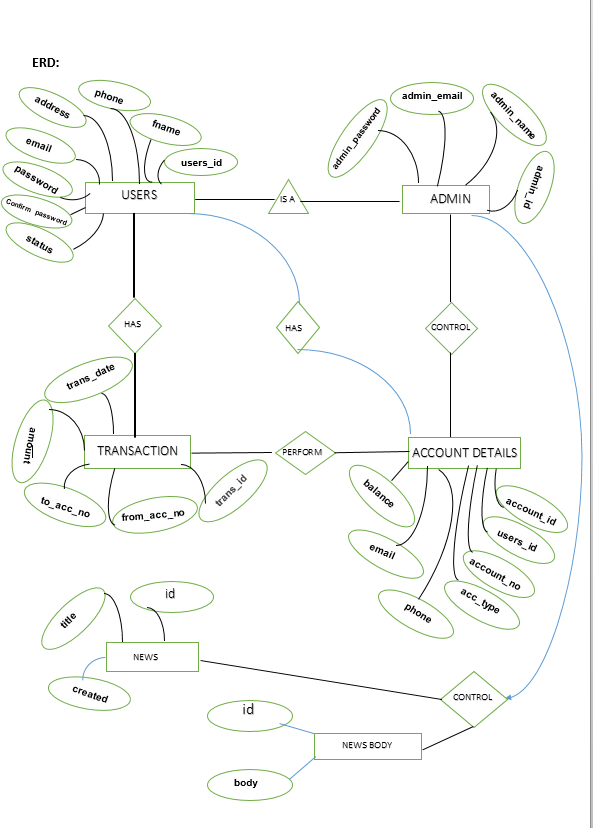 ERD:
address
phone
fname
users_id
email
password
Confirm password
status
USERS
IS A
admin_password
admin_email
admin_name
admin_id
ADMIN
HAS
HAS
CONTROL
trans_date
amount
to_acc_no
from_acc_no
trans_id
TRANSACTION
PERFORM
ACCOUNT DETAILS
balance
email
phone
acc_type
account_no
users_id
account_id
title
id
NEWS
created
CONTROL
id
NEWS BODY
body